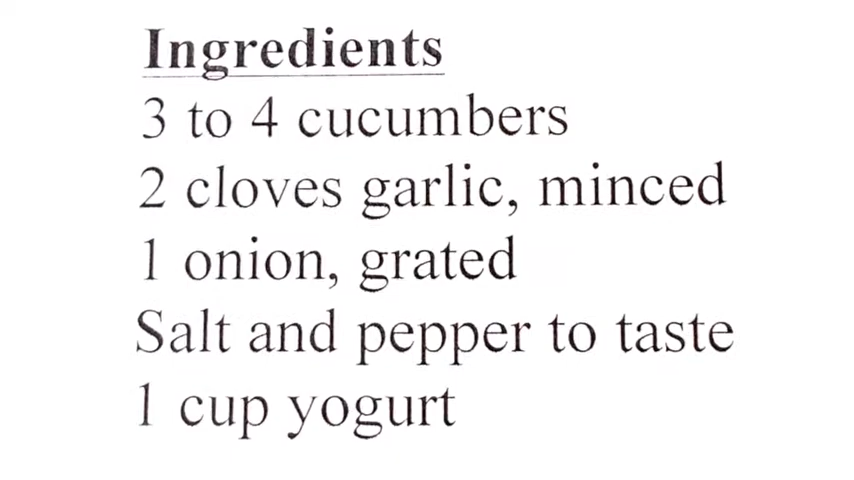 Ingredients
3 to 4 cucumbers
2 cloves garlic, minced
1 onion, grated
Salt and pepper to taste
1 cup yogurt